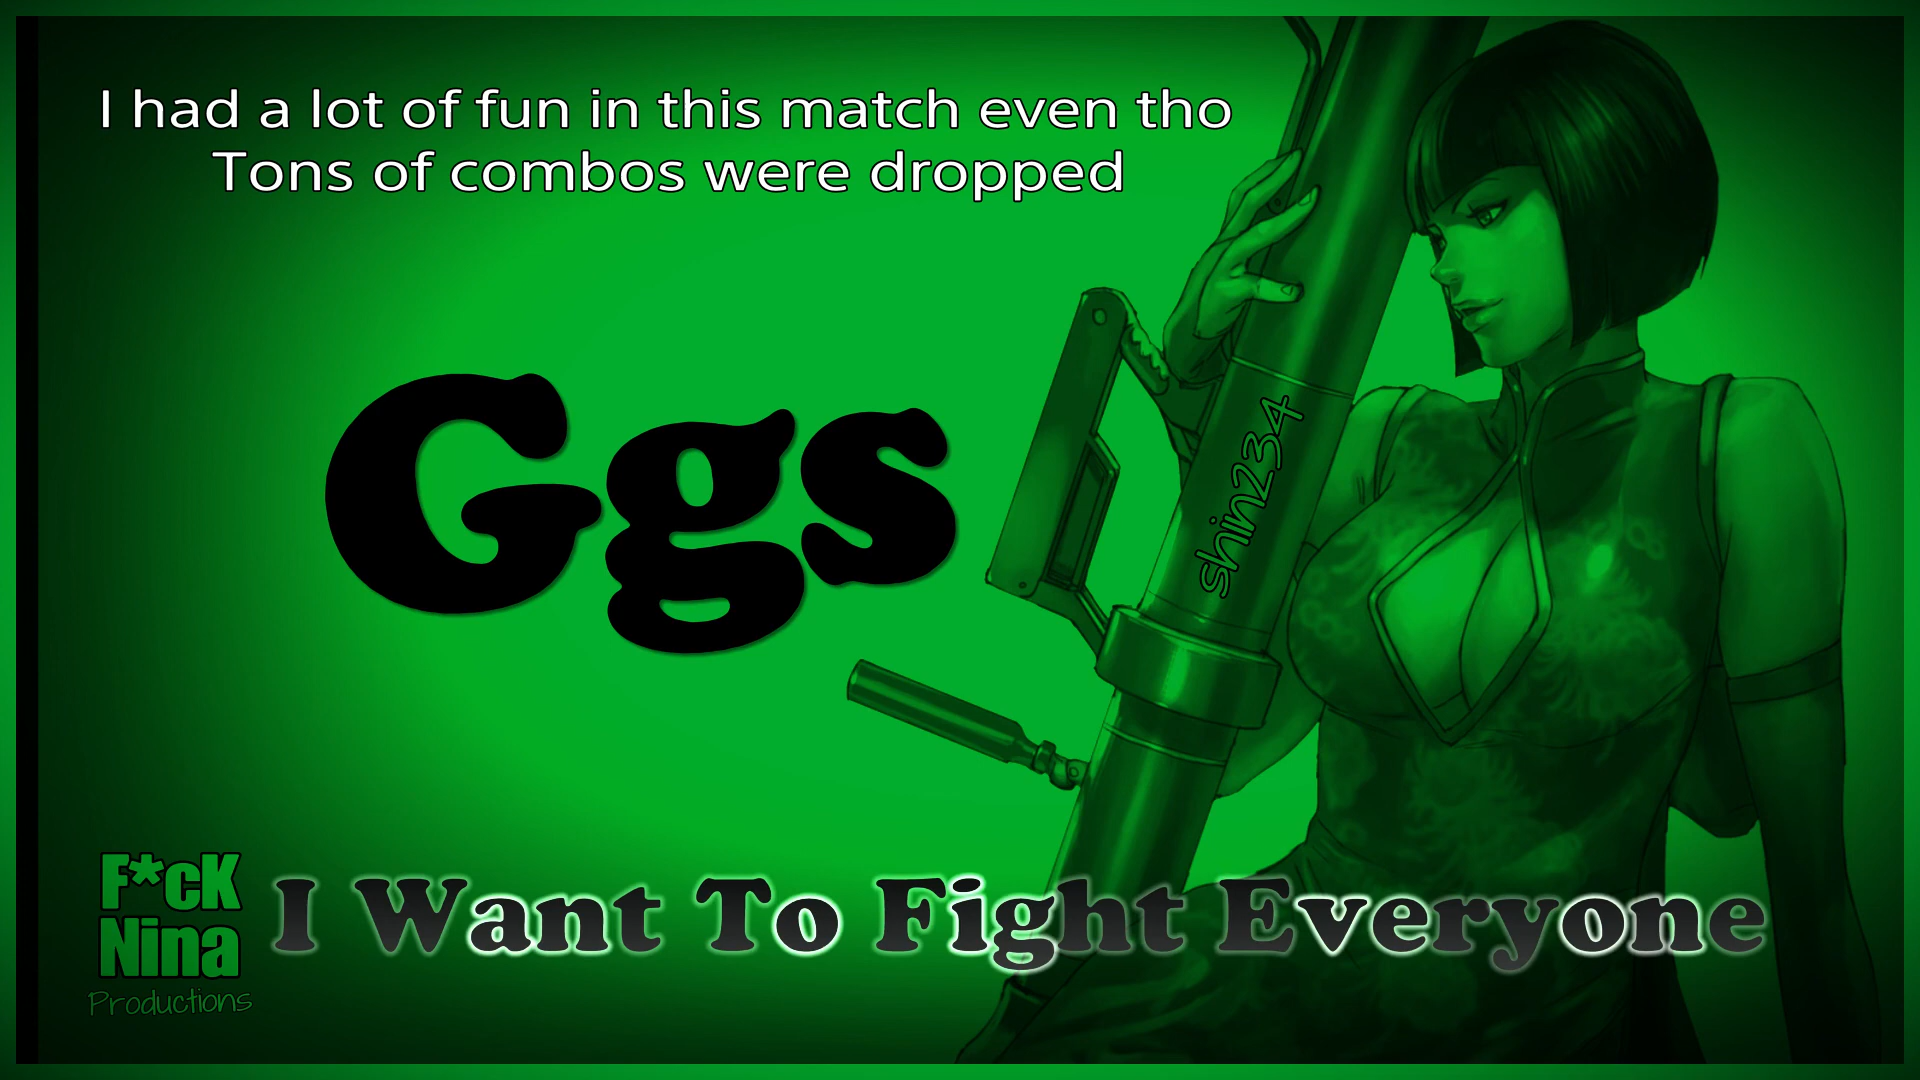 I had a lot of fun in this match even tho
Tons of combos were dropped
Ggs
shin234
F*cK
Nina
Productions
I Want To Fight Everyone